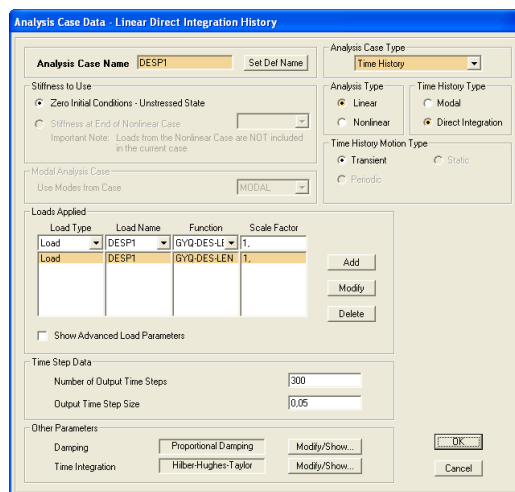 Analysis Case Data - Linear Direct Integration History
Analysis Case Name DESP1 Set Def Name
Analysis Case Type
Time History
Stiffness to Use
Zero Initial Conditions - Unstressed State
Stiffness at End of Nonlinear Case
Important Note: Loads from the Nonlinear Case are NOT included
in the current case
Analysis Type
Linear
Nonlinear
Time History Type
Modal
Direct Integration
Time History Motion Type
Transient Static
Periodic
Modal Analysis Case
Use Modes from Case MODAL
Loads Applied
Load Type Load Name Function Scale Factor
Load DESP1 GYQ-DES-LE 1,
Load DESP1 GYQ-DES-LEN 1,
Add
Modify
Delete
Show Advanced Load Parameters
Time Step Data
Number of Output Time Steps 300
Output Time Step Size 0,05
Other Parameters
Damping Proportional Damping Modify/Show...
Time Integration Hilber-Hughes-Taylor Modify/Show...
OK
Cancel